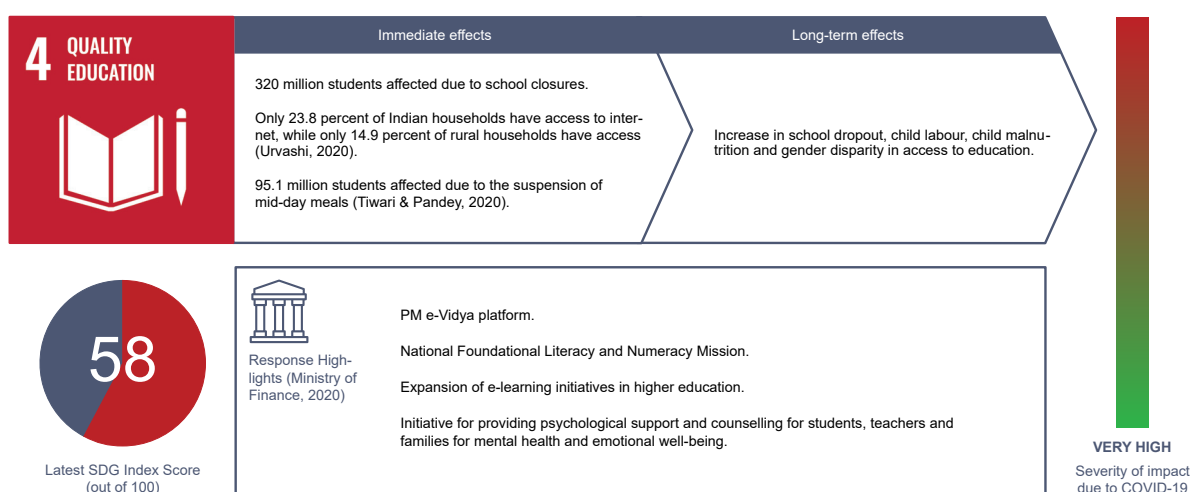 4 QUALITY
EDUCATION
Immediate effects
320 million students affected due to school closures.
Only 23.8 percent of Indian households have access to inter-
net, while only 14.9 percent of rural households have access
(Urvashi, 2020).
95.1 million students affected due to the suspension of
mid-day meals (Tiwari & Pandey, 2020).
Long-term effects
Increase in school dropout, child labour, child malnu-
trition and gender disparity in access to education.
58
Latest SDG Index Score
(out of 100)
Response High-
lights (Ministry of
Finance, 2020)
PM e-Vidya platform.
National Foundational Literacy and Numeracy Mission.
Expansion of e-learning initiatives in higher education.
Initiative for providing psychological support and counselling for students, teachers and
families for mental health and emotional well-being.
VERY HIGH
Severity of impact
due to COVID-19